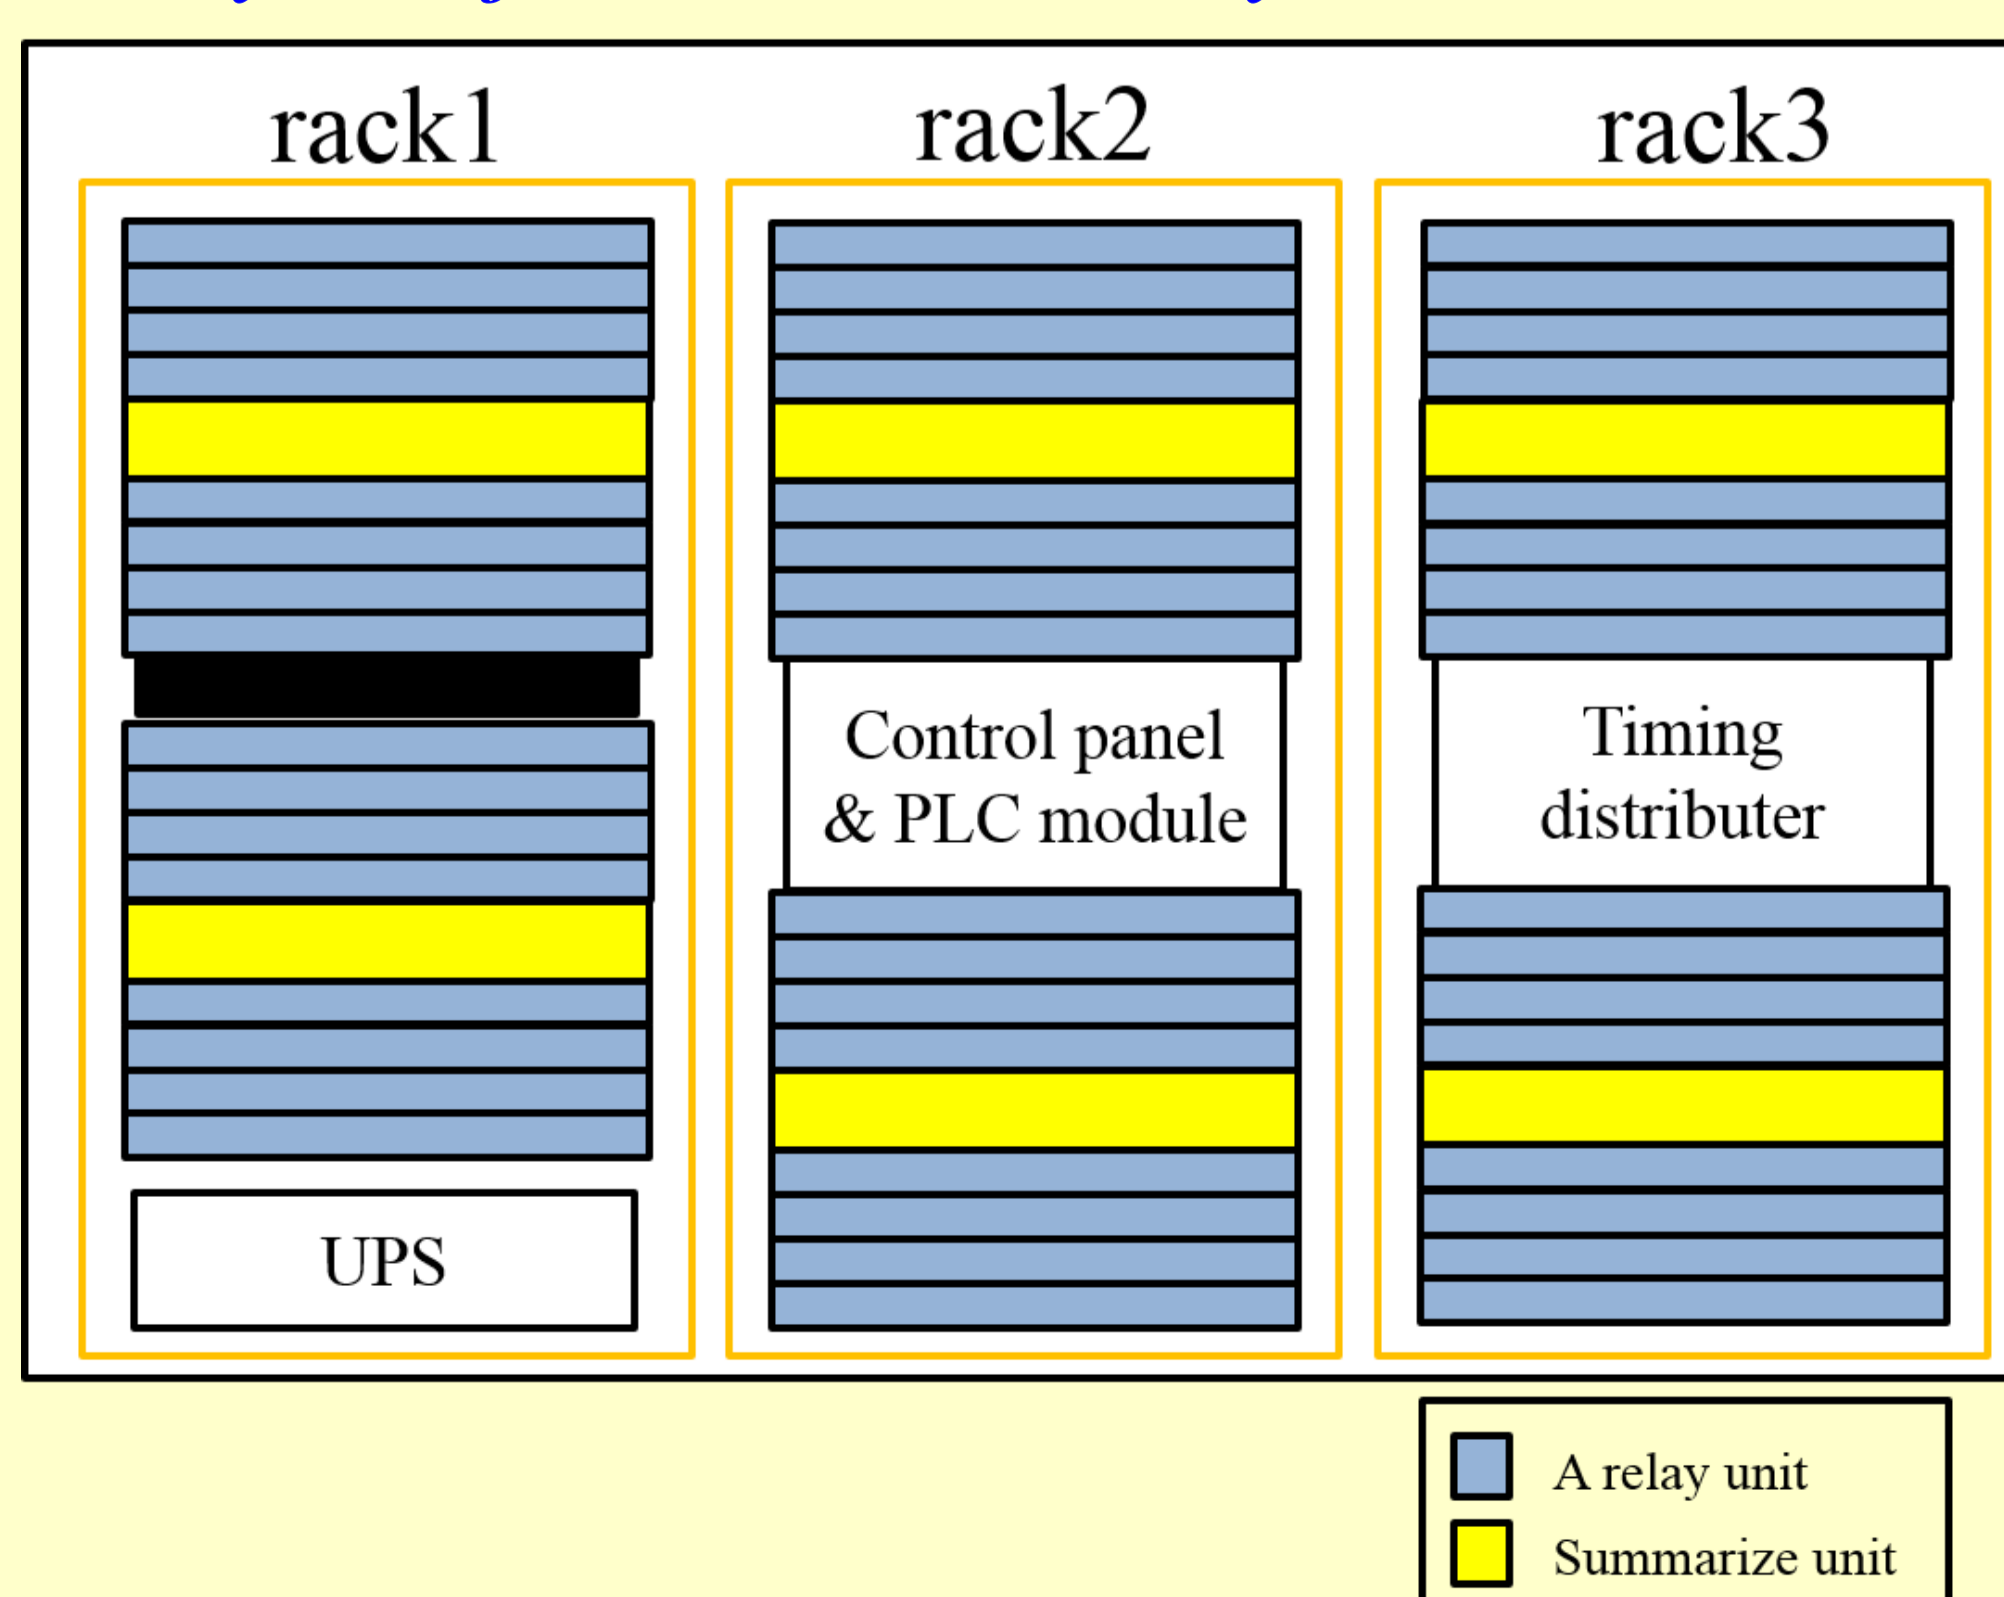 rack1
rack2
rack3
Control panel
& PLC module
Timing
distributer
UPS
A relay unit
Summarize unit